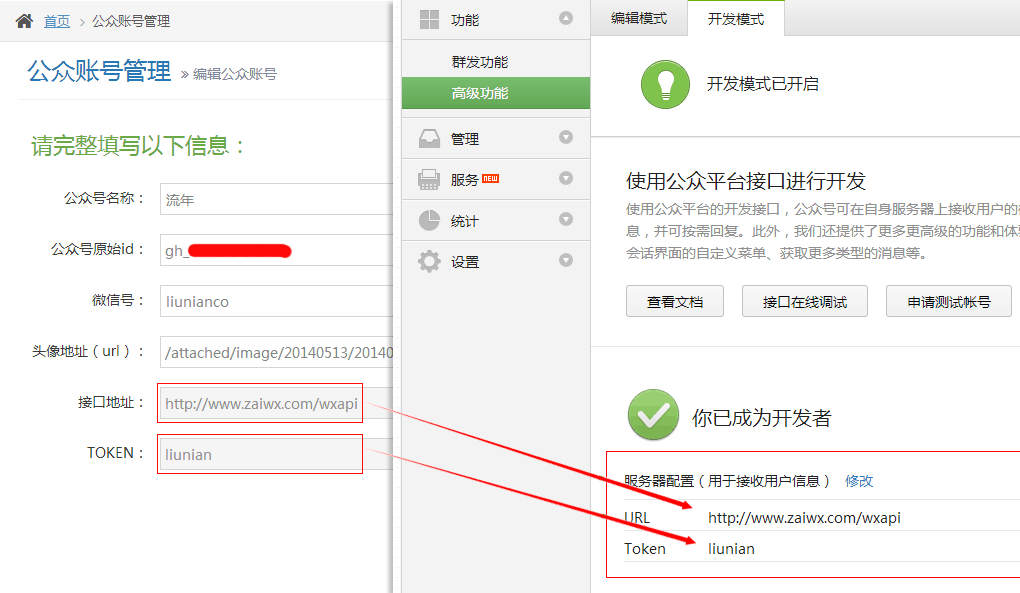 首页 › 公众账号管理
公众账号管理 » 编辑公众账号
请完整填写以下信息：
公众号名称： 流年
公众号原始id： gh_
微信号： liunianco
头像地址（url）： /attached/image/20140513/20140
接口地址： http://www.zaiwx.com/wxapi
TOKEN： liunian
功能
群发功能
高级功能
管理
服务 NEW
统计
设置
编辑模式 开发模式
开发模式已开启
使用公众平台接口进行开发
使用公众平台的开发接口，公众号可在自身服务器上接收用户的
息，并可按需回复。此外，我们还提供了更多更高级的功能和体
会话界面的自定义菜单、获取更多类型的消息等。
查看文档 接口在线调试 申请测试帐号
你已成为开发者
服务器配置（用于接收用户信息） 修改
URL http://www.zaiwx.com/wxapi
Token liunian